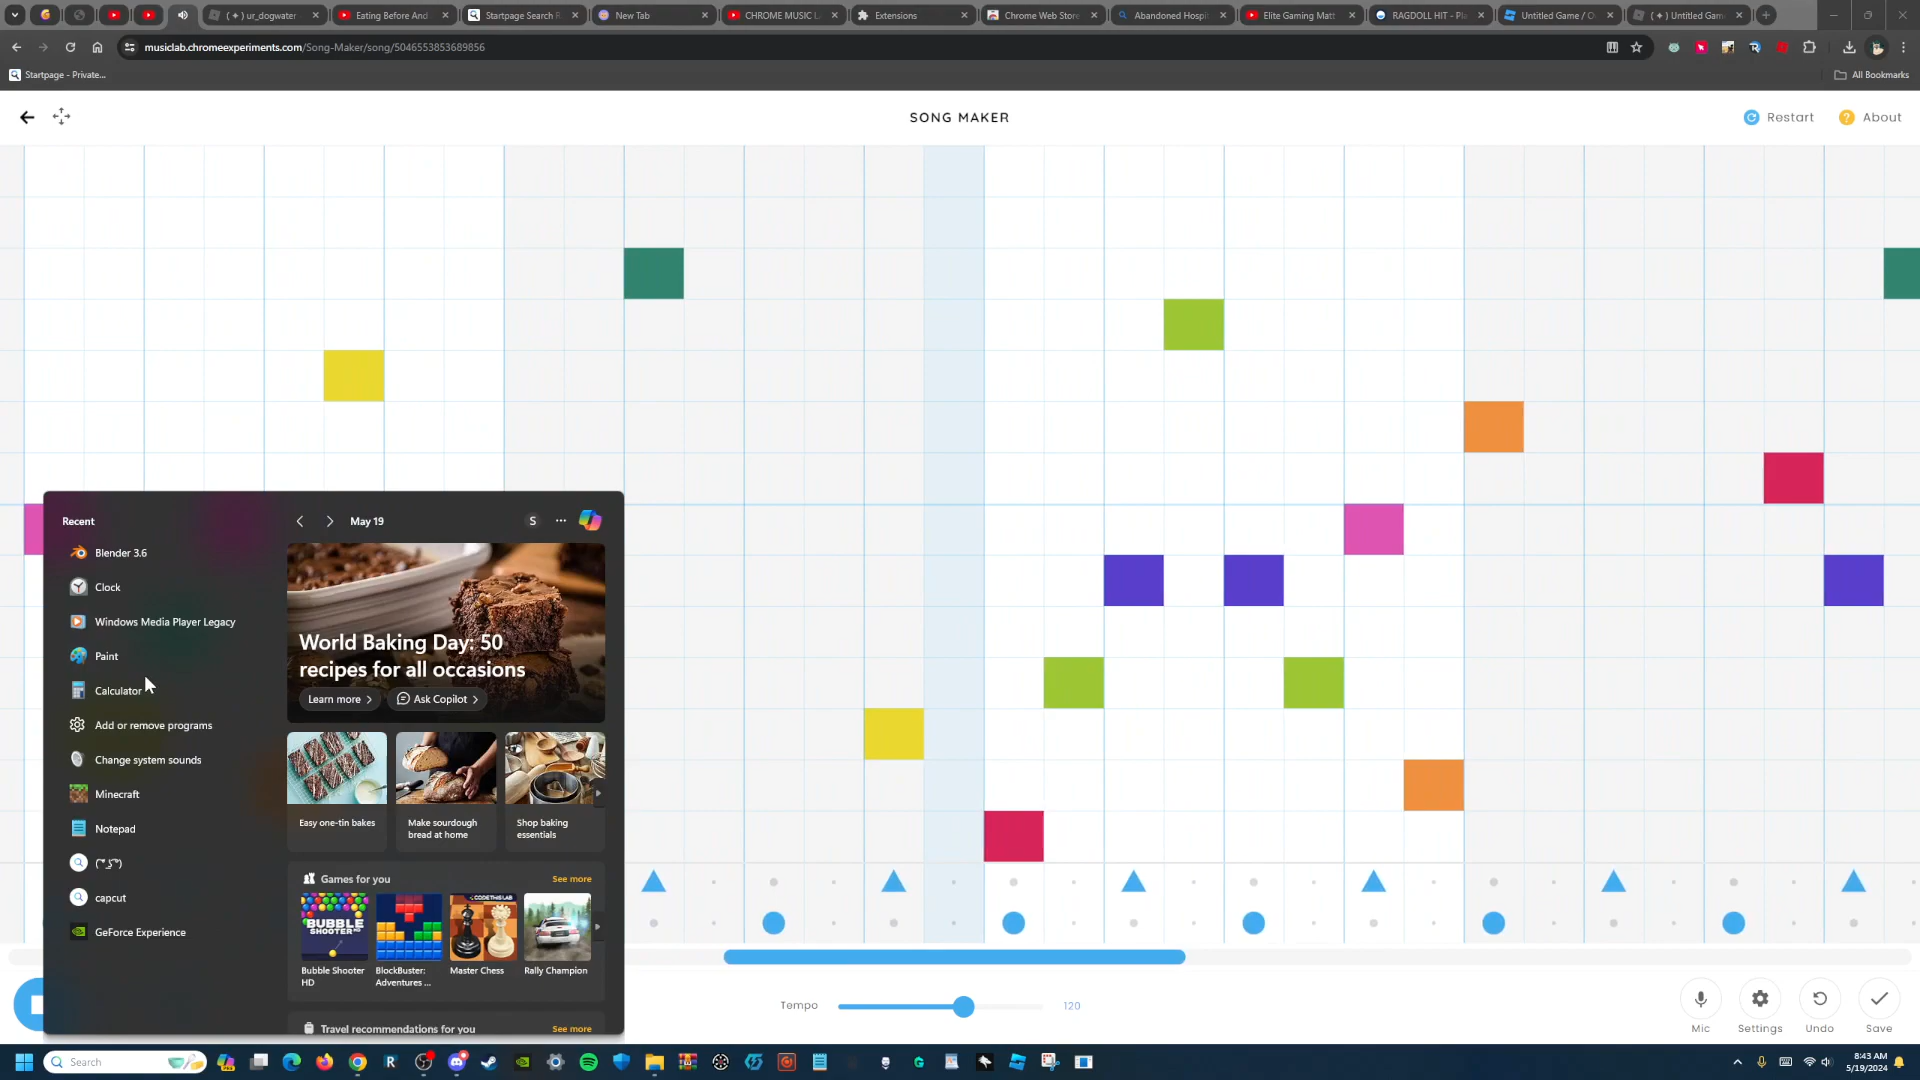 ( ✦ ) ur_dogwater
Eating Before And
Startpage Search R
New Tab
CHROME MUSIC L
Extensions
Chrome Web Store
Abandoned Hospi
Elite Gaming Matt
RAGDOLL HIT - Pl
Untitled Game / O
( ✦ ) Untitled Gam
musiclab.chromeexperiments.com/Song-Maker/song/5046553853689856
Startpage - Private...
All Bookmarks
SONG MAKER
Restart
About
Recent
May 19
S
Blender 3.6
Clock
Windows Media Player Legacy
Paint
Calculator
Add or remove programs
Change system sounds
Minecraft
Notepad
capcut
GeForce Experience
World Baking Day: 50
recipes for all occasions
Learn more
Ask Copilot
Easy one-tin bakes
Make sourdough
bread at home
Shop baking
essentials
Games for you
See more
BUBBLE
SHOOTER HD
CODETHISLAB
Bubble Shooter
HD
BlockBuster:
Adventures ...
Master Chess
Rally Champion
Travel recommendations for you
See more
Tempo
120
Mic
Settings
Undo
Save
Search
8:43 AM
5/19/2024